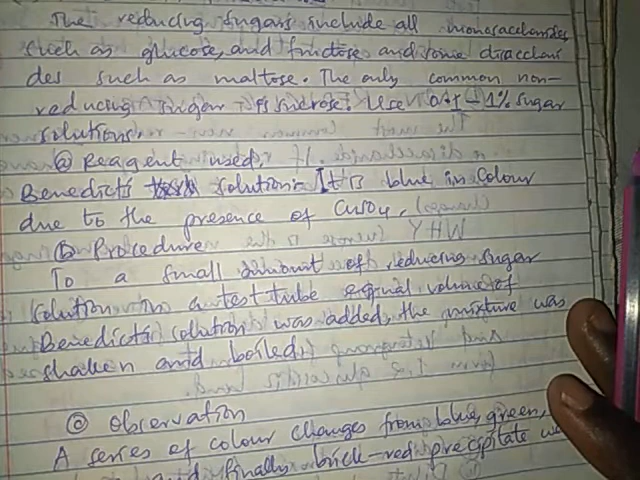 The reducing sugars include all monosaccharides
such as glucose, and fructose and some disacchari
des such as maltose. The only common non-
reducing sugar is sucrose. Use 0.1 - 1% sugar
solutions.
(a) Reagent used,
Benedict's solution: It is blue in colour
due to the presence of CuSO4.
(b) Procedure
To a small amount of reducing sugar
solution in a test tube equal volume of
Benedict's solution was added, the mixture was
shaken and boiled.
(c) Observation
A series of colour changes from blue, green,
and finally brick-red precipitate